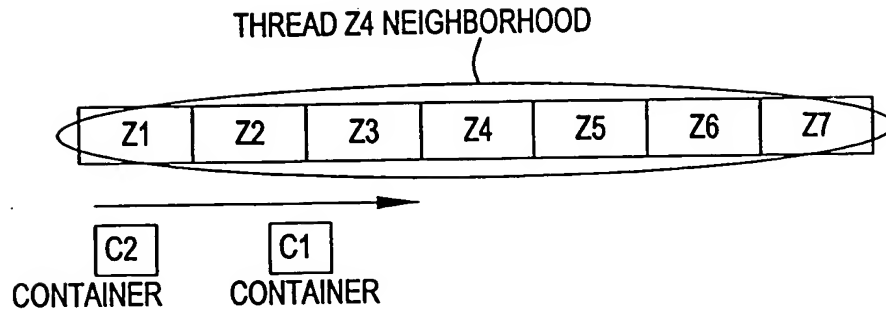 THREAD Z4 NEIGHBORHOOD
Z1 Z2 Z3 Z4 Z5 Z6 Z7
C2 C1
CONTAINER CONTAINER